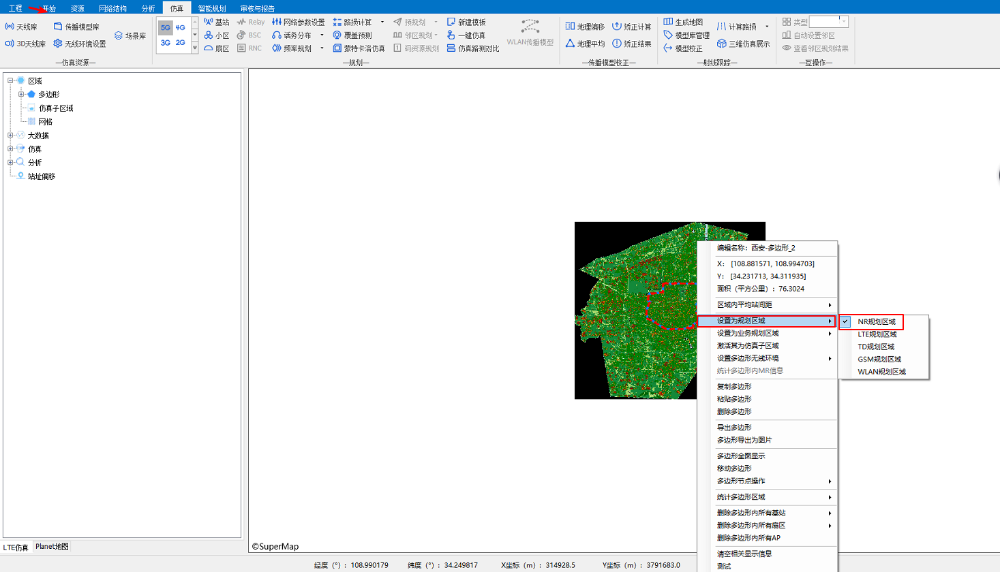 工程 开始 资源 网络结构 分析 仿真 智能规划 审核与报告
天线库 传播模型库 场景库
3D天线库 无线环境设置
仿真资源
5G 4G
3G 2G
基站 Relay 网络参数设置 路损计算 预规划 新建模板
小区 BSC 话务分布 覆盖预测 邻区规划 一键仿真
扇区 RNC 频率规划 蒙特卡洛仿真 码资源规划 仿真路测对比
WLAN传播模型
规划
地理偏移 矫正计算
地理平均 矫正结果
传播模型校正
生成地图 计算路损
模型库管理
模型校正 三维仿真展示
射线跟踪
类型
自动设置邻区
查看邻区规划结果
互操作
区域
多边形
仿真子区域
网格
大数据
仿真
分析
站址偏移
LTE仿真 Planet地图
©SuperMap
编辑名称：西安-多边形_2
X： [108.881571, 108.994703]
Y： [34.231713, 34.311935]
面积（平方公里）：76.3024
区域内平均站间距
设置为规划区域
设置为业务规划区域
激活其为仿真子区域
设置多边形无线环境
统计多边形内MR信息
复制多边形
粘贴多边形
删除多边形
导出多边形
多边形导出为图片
多边形全图显示
移动多边形
多边形节点操作
统计多边形区域
删除多边形内所有基站
删除多边形内所有扇区
删除多边形内所有AP
清空相关显示信息
测试
NR规划区域
LTE规划区域
TD规划区域
GSM规划区域
WLAN规划区域
经度（°）：108.990179 纬度（°）：34.249817 X坐标（m）：314928.5 Y坐标（m）：3791683.0